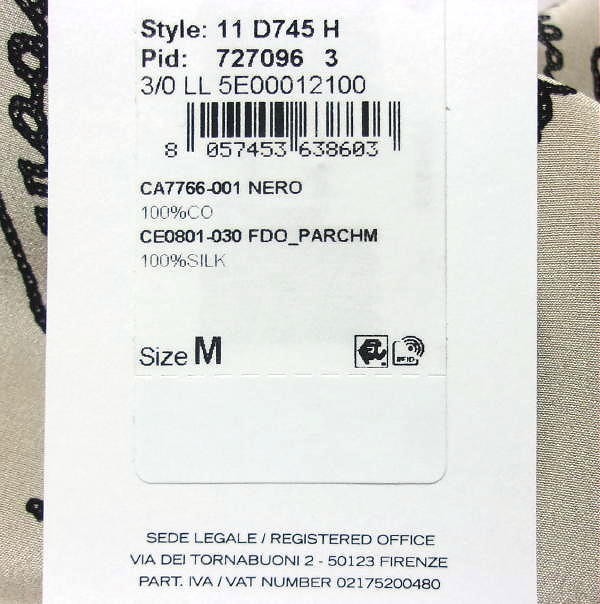 Style: 11 D745 H
Pid: 727096 3
3/0 LL 5E00012100
8 057453 638603
CA7766-001 NERO
100%CO
CE0801-030 FDO_PARCHM
100%SILK
Size M
RFID
SEDE LEGALE / REGISTERED OFFICE
VIA DEI TORNABUONI 2 - 50123 FIRENZE
PART. IVA / VAT NUMBER 02175200480